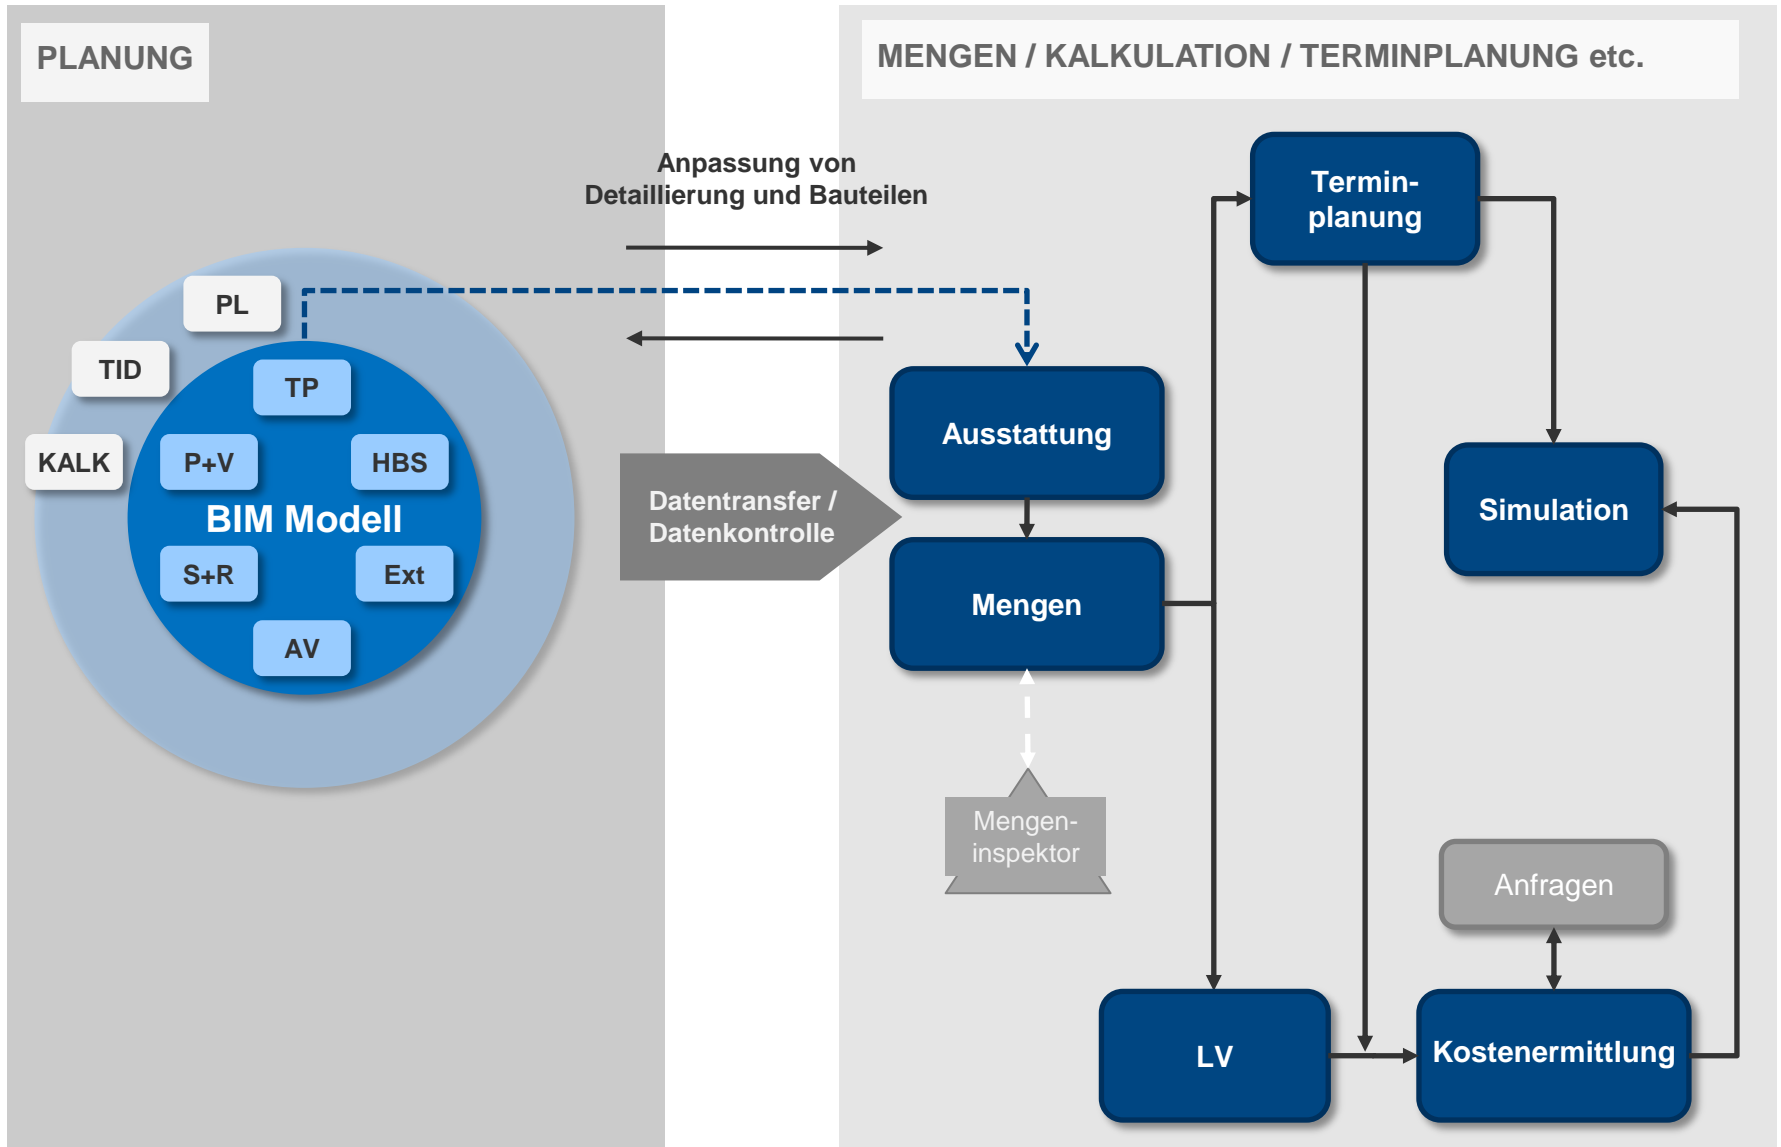 PLANUNG
MENGEN / KALKULATION / TERMINPLANUNG etc.
Anpassung von
Detaillierung und Bauteilen
PL
TID
KALK
TP
P+V
HBS
BIM Modell
S+R
Ext
AV
Datentransfer /
Datenkontrolle
Ausstattung
Mengen
Mengen-
inspektor
Termin-
planung
Simulation
Anfragen
LV
Kostenermittlung